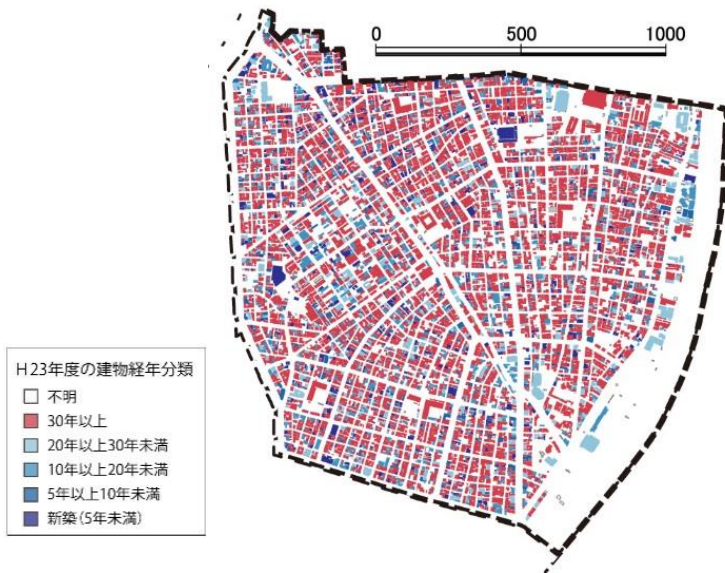 0 500 1000
H23年度の建物経年分類
不明
30年以上
20年以上30年未満
10年以上20年未満
5年以上10年未満
新築(5年未満)